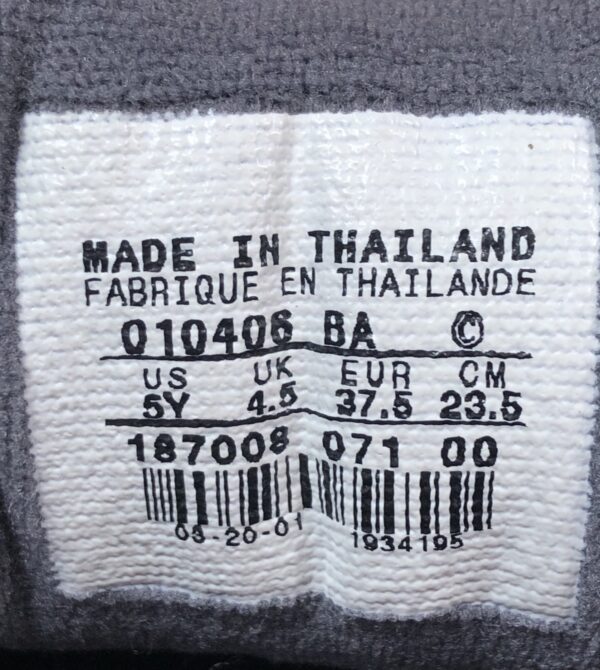 MADE IN THAILAND
FABRIQUE EN THAILANDE
010406 BA ©
US UK EUR CM
5Y 4.5 37.5 23.5
187008 071 00
03-20-01 1934195